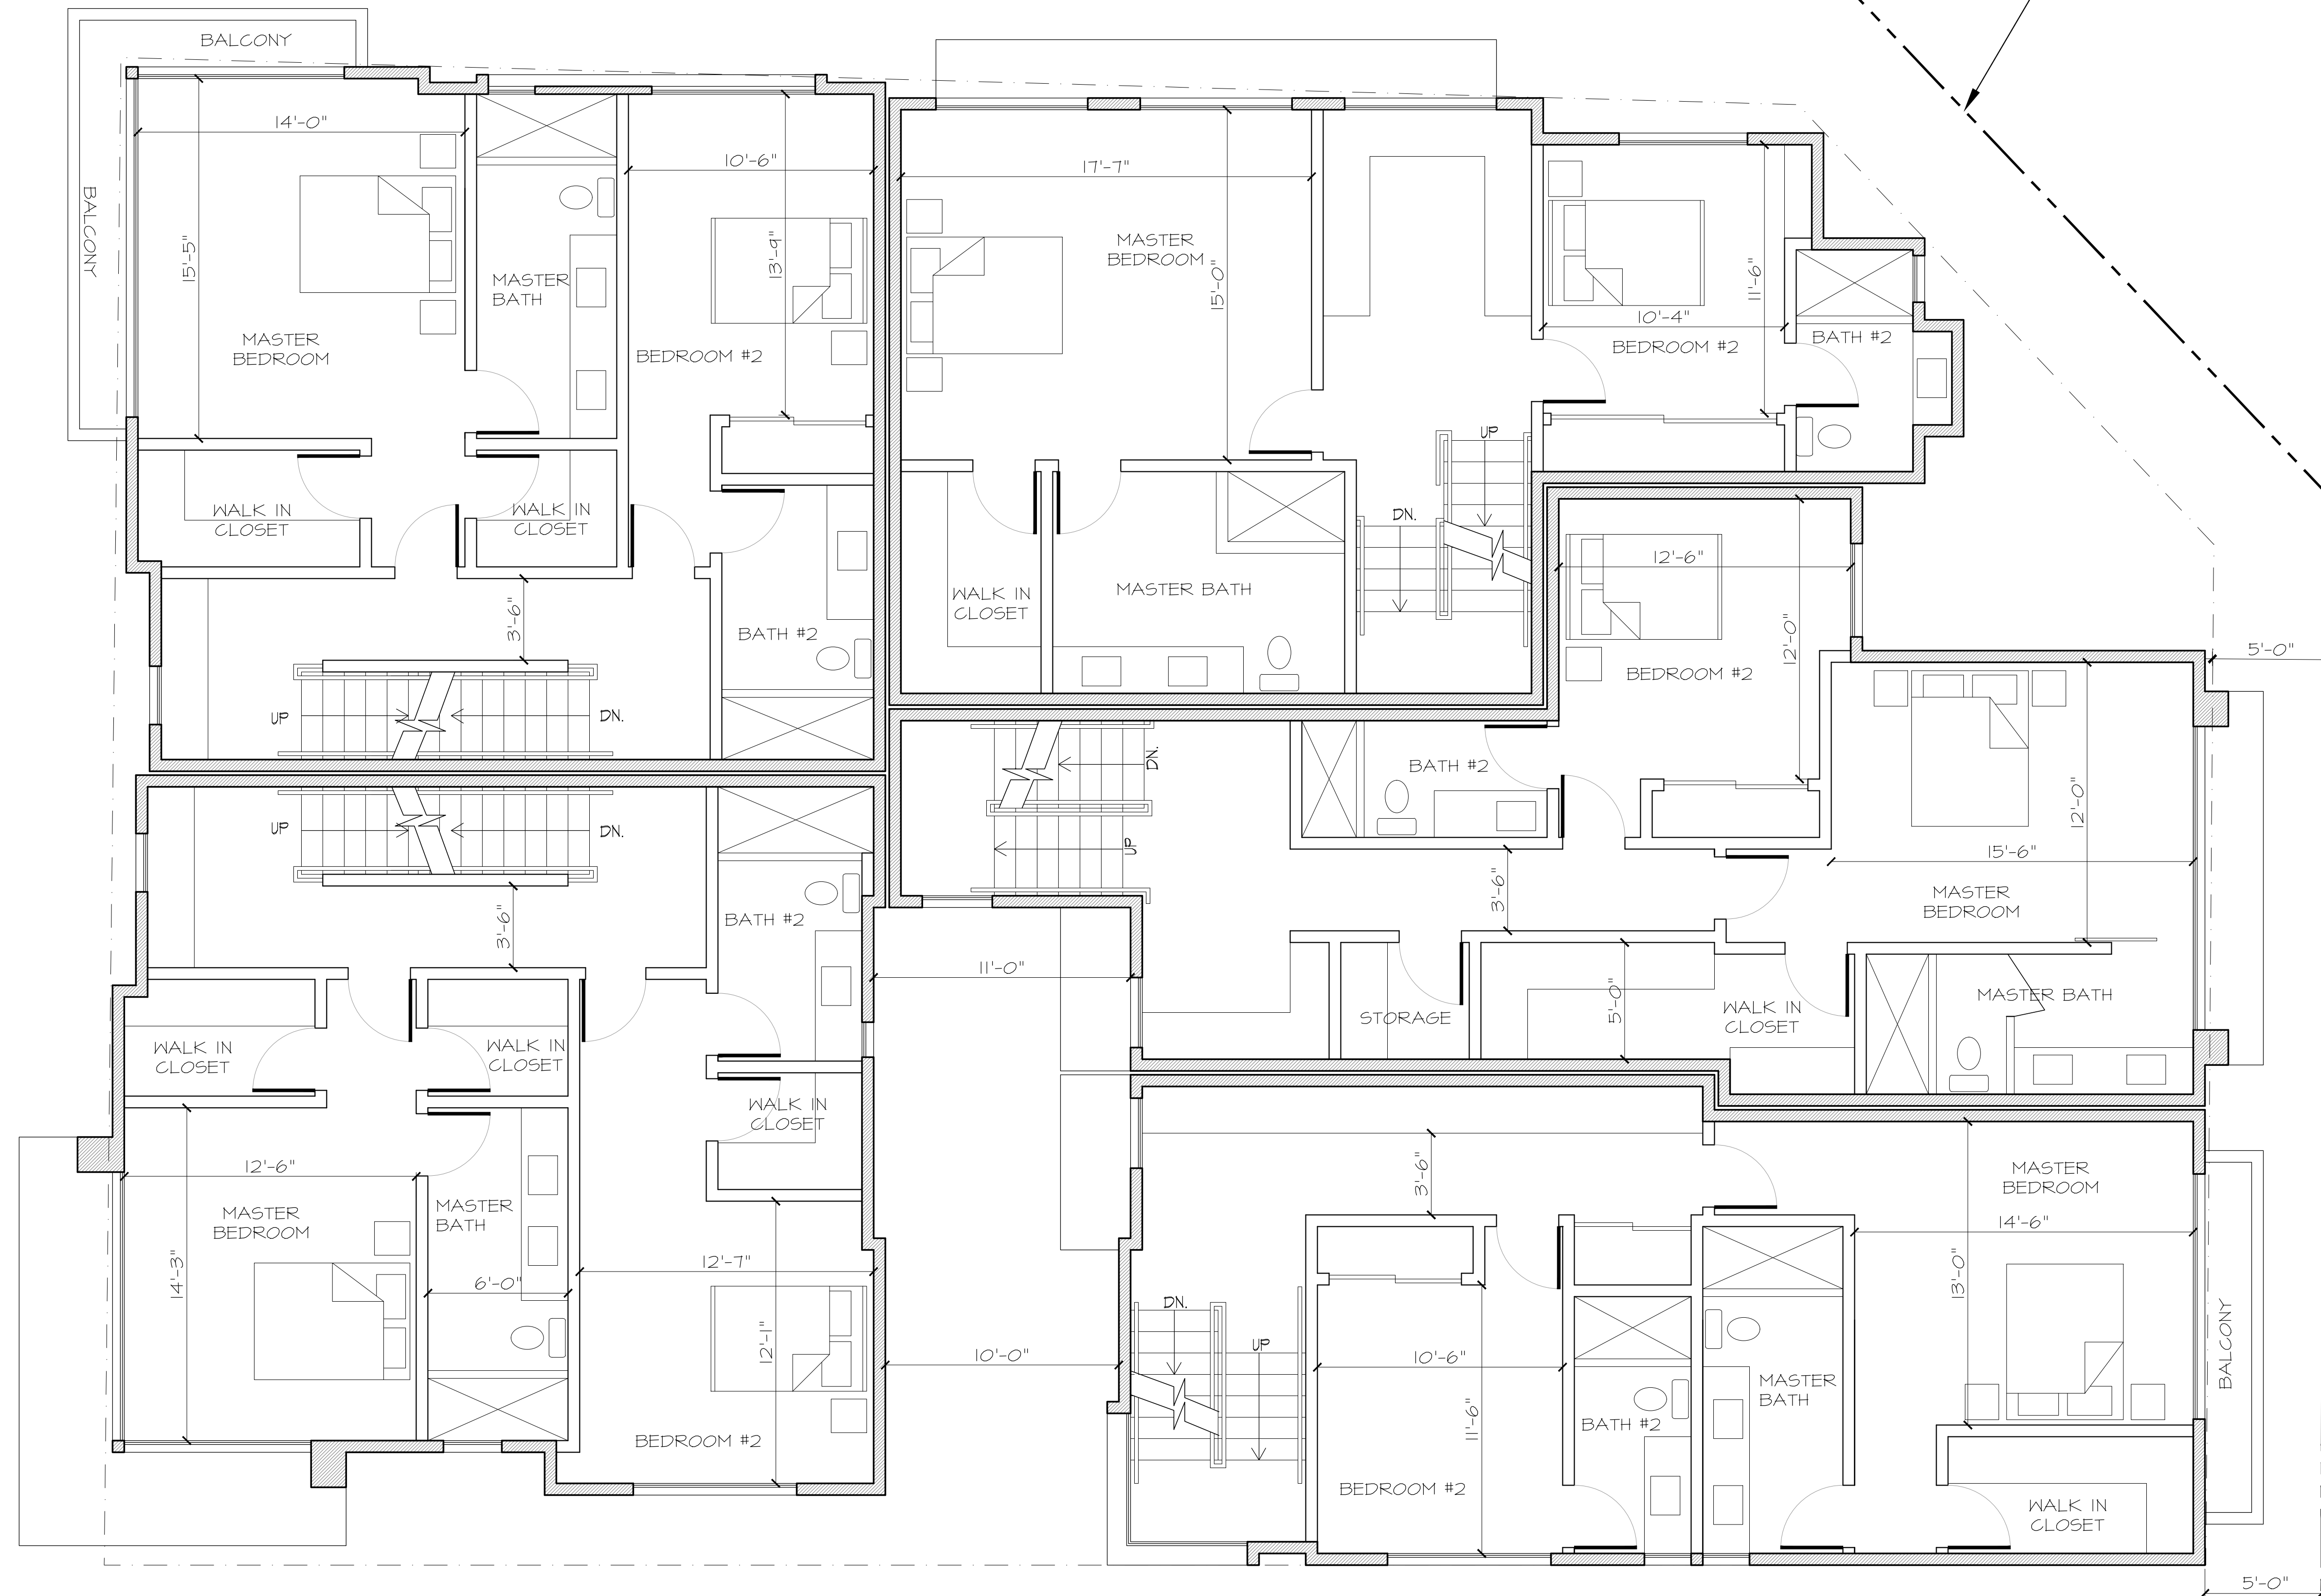 BALCONY
BALCONY
14'-0"
15'-5"
MASTER
BEDROOM
MASTER
BATH
10'-6"
13'-9"
BEDROOM #2
WALK IN
CLOSET
WALK IN
CLOSET
3'-6"
BATH #2
UP
DN.
17'-7"
MASTER
BEDROOM
15'-0"
WALK IN
CLOSET
MASTER BATH
UP
DN.
11'-6"
10'-4"
BEDROOM #2
BATH #2
12'-6"
12'-0"
BEDROOM #2
5'-0"
BATH #2
DN.
UP
3'-6"
12'-0"
15'-6"
MASTER
BEDROOM
STORAGE
5'-0"
WALK IN
CLOSET
MASTER BATH
UP
DN.
3'-6"
BATH #2
11'-0"
WALK IN
CLOSET
WALK IN
CLOSET
WALK IN
CLOSET
12'-6"
MASTER
BEDROOM
14'-3"
MASTER
BATH
6'-0"
12'-7"
12'-1"
BEDROOM #2
10'-0"
3'-6"
DN.
UP
10'-6"
11'-6"
BEDROOM #2
BATH #2
MASTER
BATH
MASTER
BEDROOM
14'-6"
13'-0"
BALCONY
WALK IN
CLOSET
5'-0"